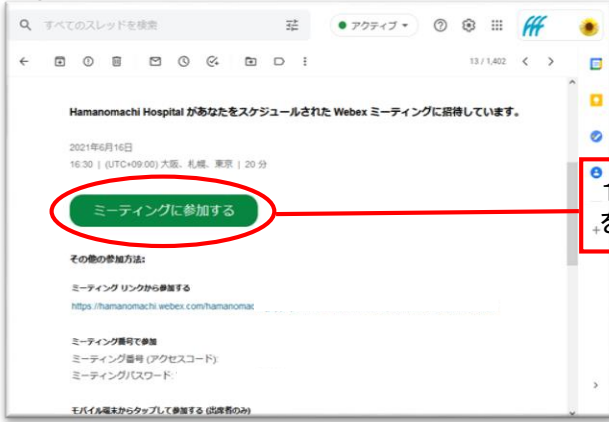 すべてのスレッドを検索
アクティブ
13 / 1,402
Hamanomachi Hospital があなたをスケジュールされた Webex ミーティングに招待しています。
2021年6月16日
16:30 | (UTC+09:00) 大阪、札幌、東京 | 20 分
ミーティングに参加する
その他の参加方法:
ミーティング リンクから参加する
https://hamanomachi.webex.com/hamanomac
ミーティング番号で参加
ミーティング番号 (アクセスコード):
ミーティングパスワード:
モバイル端末からタップして参加する (出席者のみ)
を